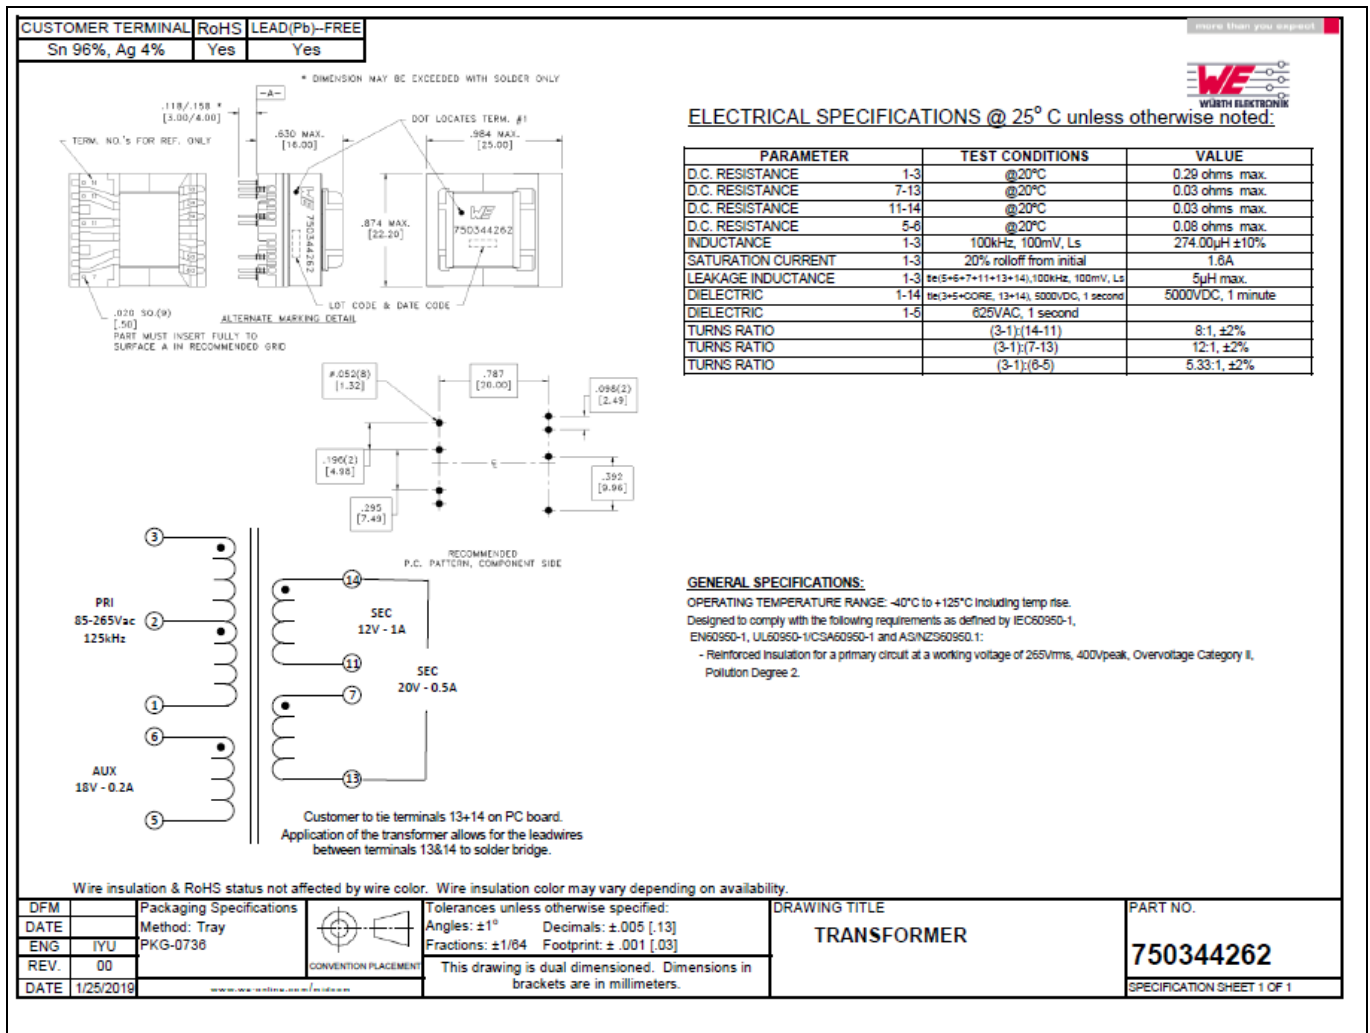 CUSTOMER TERMINAL RoHS LEAD(Pb)--FREE
Sn 96%, Ag 4% Yes Yes
more than you expect
WE
WÜRTH ELEKTRONIK
* DIMENSION MAY BE EXCEEDED WITH SOLDER ONLY
-A-
.118/.158 *
[3.00/4.00]
TERM. NO.'s FOR REF. ONLY
.630 MAX.
[16.00]
DOT LOCATES TERM. #1
.984 MAX.
[25.00]
.874 MAX.
[22.20]
WE 750344262
WE
750344262
LOT CODE & DATE CODE
ALTERNATE MARKING DETAIL
.020 SQ.(9)
[.50]
PART MUST INSERT FULLY TO
SURFACE A IN RECOMMENDED GRID
ELECTRICAL SPECIFICATIONS @ 25° C unless otherwise noted:
PARAMETER TEST CONDITIONS VALUE
D.C. RESISTANCE 1-3 @20°C 0.29 ohms max.
D.C. RESISTANCE 7-13 @20°C 0.03 ohms max.
D.C. RESISTANCE 11-14 @20°C 0.03 ohms max.
D.C. RESISTANCE 5-6 @20°C 0.08 ohms max.
INDUCTANCE 1-3 100kHz, 100mV, Ls 274.00µH ±10%
SATURATION CURRENT 1-3 20% rolloff from initial 1.6A
LEAKAGE INDUCTANCE 1-3 tie(5+6+7+11+13+14),100kHz, 100mV, Ls 5µH max.
DIELECTRIC 1-14 tie(3+5+CORE, 13+14), 5000VDC, 1 second 5000VDC, 1 minute
DIELECTRIC 1-5 625VAC, 1 second
TURNS RATIO (3-1):(14-11) 8:1, ±2%
TURNS RATIO (3-1):(7-13) 12:1, ±2%
TURNS RATIO (3-1):(6-5) 5.33:1, ±2%
ø.052(8)
[1.32]
.787
[20.00]
.098(2)
[2.49]
.196(2)
[4.98]
.392
[9.96]
.295
[7.49]
RECOMMENDED
P.C. PATTERN, COMPONENT SIDE
3
2
1
6
5
14
11
7
13
PRI
85-265Vac
125kHz
AUX
18V - 0.2A
SEC
12V - 1A
SEC
20V - 0.5A
Customer to tie terminals 13+14 on PC board.
Application of the transformer allows for the leadwires
between terminals 13&14 to solder bridge.
GENERAL SPECIFICATIONS:
OPERATING TEMPERATURE RANGE: -40°C to +125°C including temp rise.
Designed to comply with the following requirements as defined by IEC60950-1,
EN60950-1, UL60950-1/CSA60950-1 and AS/NZS60950.1:
- Reinforced insulation for a primary circuit at a working voltage of 265Vrms, 400Vpeak, Overvoltage Category II,
Pollution Degree 2.
Wire insulation & RoHS status not affected by wire color. Wire insulation color may vary depending on availability.
DFM
DATE
ENG IYU
REV. 00
DATE 1/25/2019
Packaging Specifications
Method: Tray
PKG-0736
www.we-online.com/midcom
CONVENTION PLACEMENT
Tolerances unless otherwise specified:
Angles: ±1° Decimals: ±.005 [.13]
Fractions: ±1/64 Footprint: ± .001 [.03]
This drawing is dual dimensioned. Dimensions in
brackets are in millimeters.
DRAWING TITLE
TRANSFORMER
PART NO.
750344262
SPECIFICATION SHEET 1 OF 1